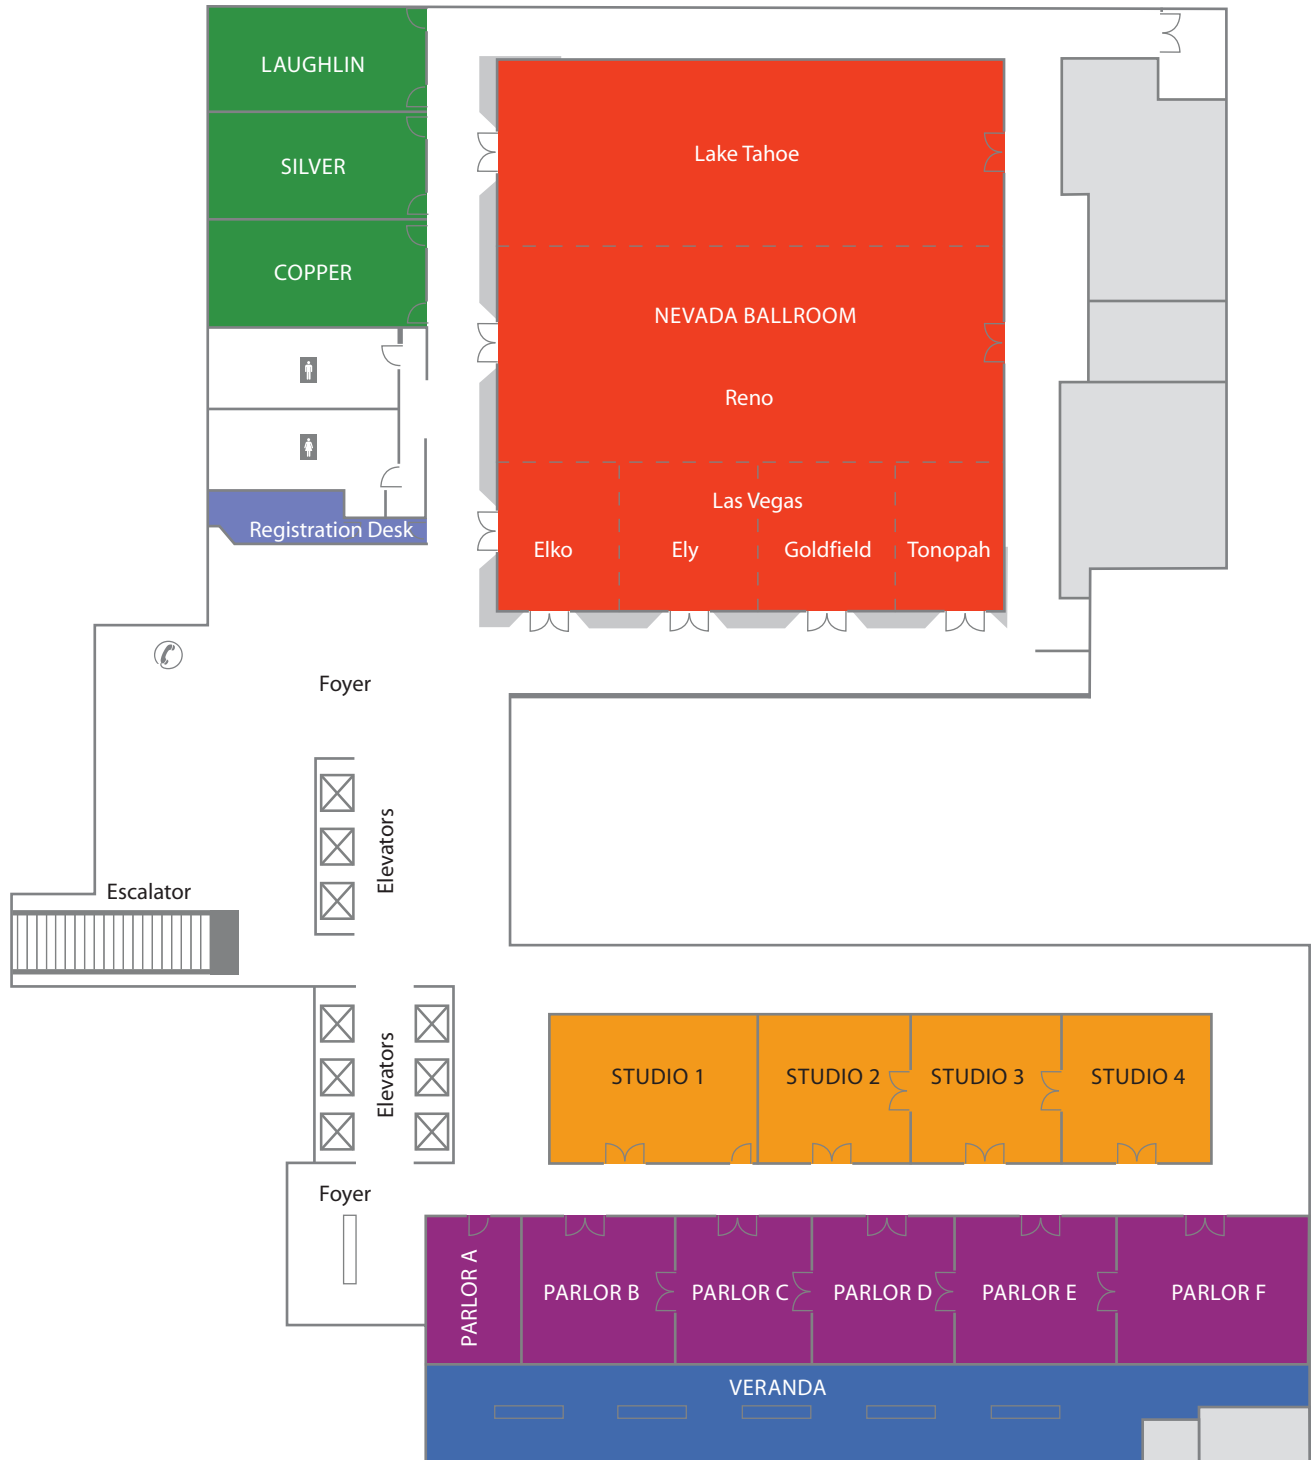 LAUGHLIN
SILVER
COPPER
Lake Tahoe
NEVADA BALLROOM
Reno
Las Vegas
Elko
Ely
Goldfield
Tonopah
Registration Desk
Foyer
Elevators
Escalator
Elevators
Foyer
STUDIO 1
STUDIO 2
STUDIO 3
STUDIO 4
PARLOR A
PARLOR B
PARLOR C
PARLOR D
PARLOR E
PARLOR F
VERANDA